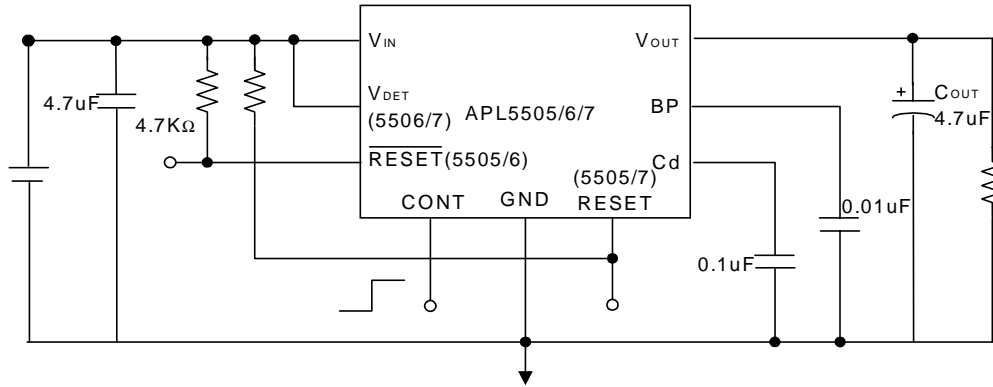 VIN
VOUT
4.7uF
VDET
(5506/7)
APL5505/6/7
BP
+
COUT
4.7uF
4.7KΩ
RESET(5505/6)
Cd
(5505/7)
CONT
GND
RESET
0.01uF
0.1uF